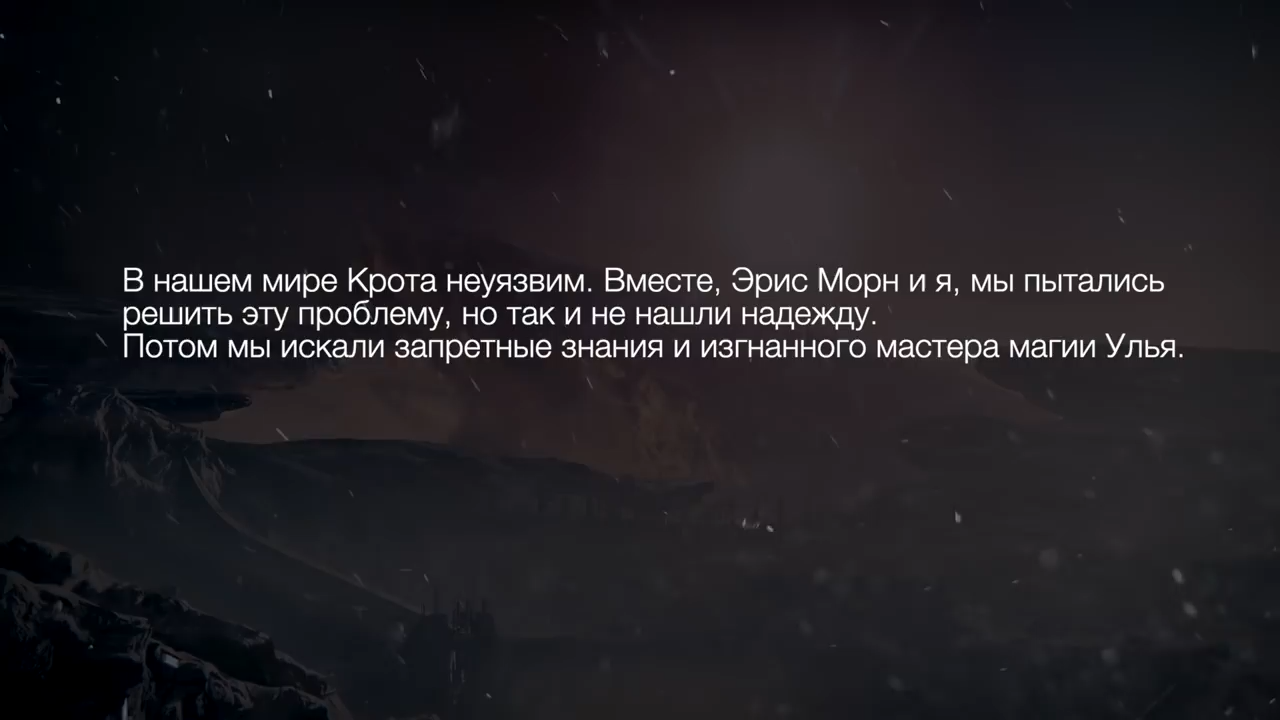 В нашем мире Крота неуязвим. Вместе, Эрис Морн и я, мы пытались
решить эту проблему, но так и не нашли надежду.
Потом мы искали запретные знания и изгнанного мастера магии Улья.